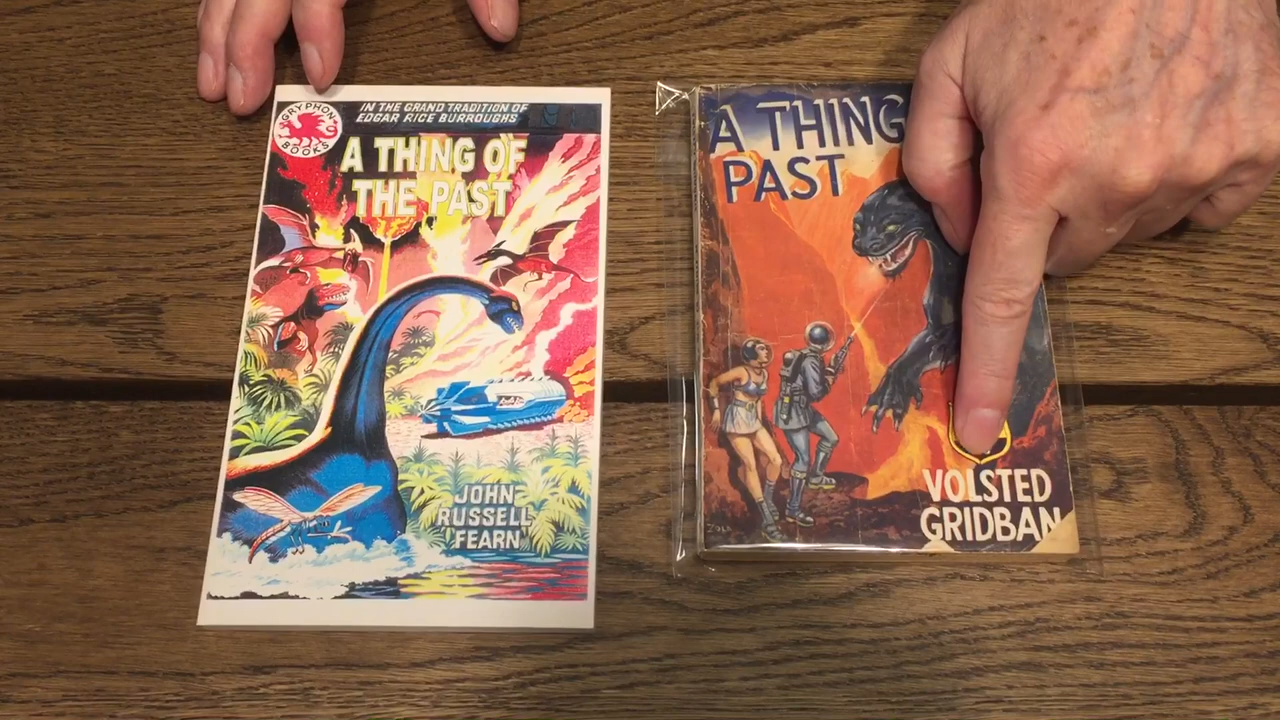 GRYPHON BOOKS
IN THE GRAND TRADITION OF
EDGAR RICE BURROUGHS
A THING OF
THE PAST
JOHN
RUSSELL
FEARN
A THING
PAST
VOLSTED
GRIDBAN